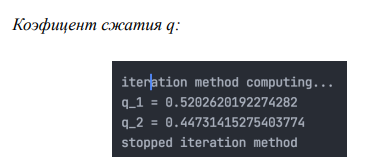 Коэфицент сжатия q:
iteration method computing...
q_1 = 0.5202620192274282
q_2 = 0.44731415275403774
stopped iteration method